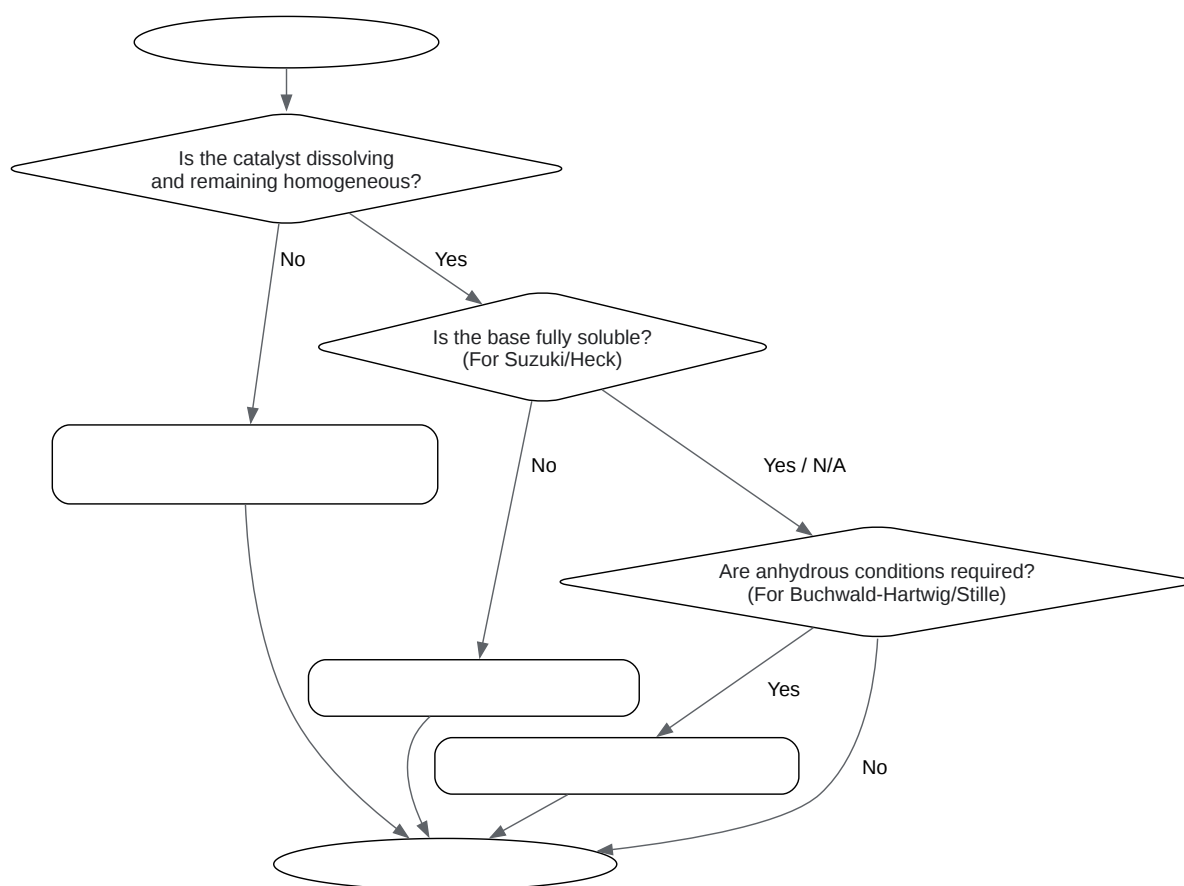 Is the catalyst dissolving
and remaining homogeneous?
No
Yes
Is the base fully soluble?
(For Suzuki/Heck)
No
Yes / N/A
Are anhydrous conditions required?
(For Buchwald-Hartwig/Stille)
Yes
No